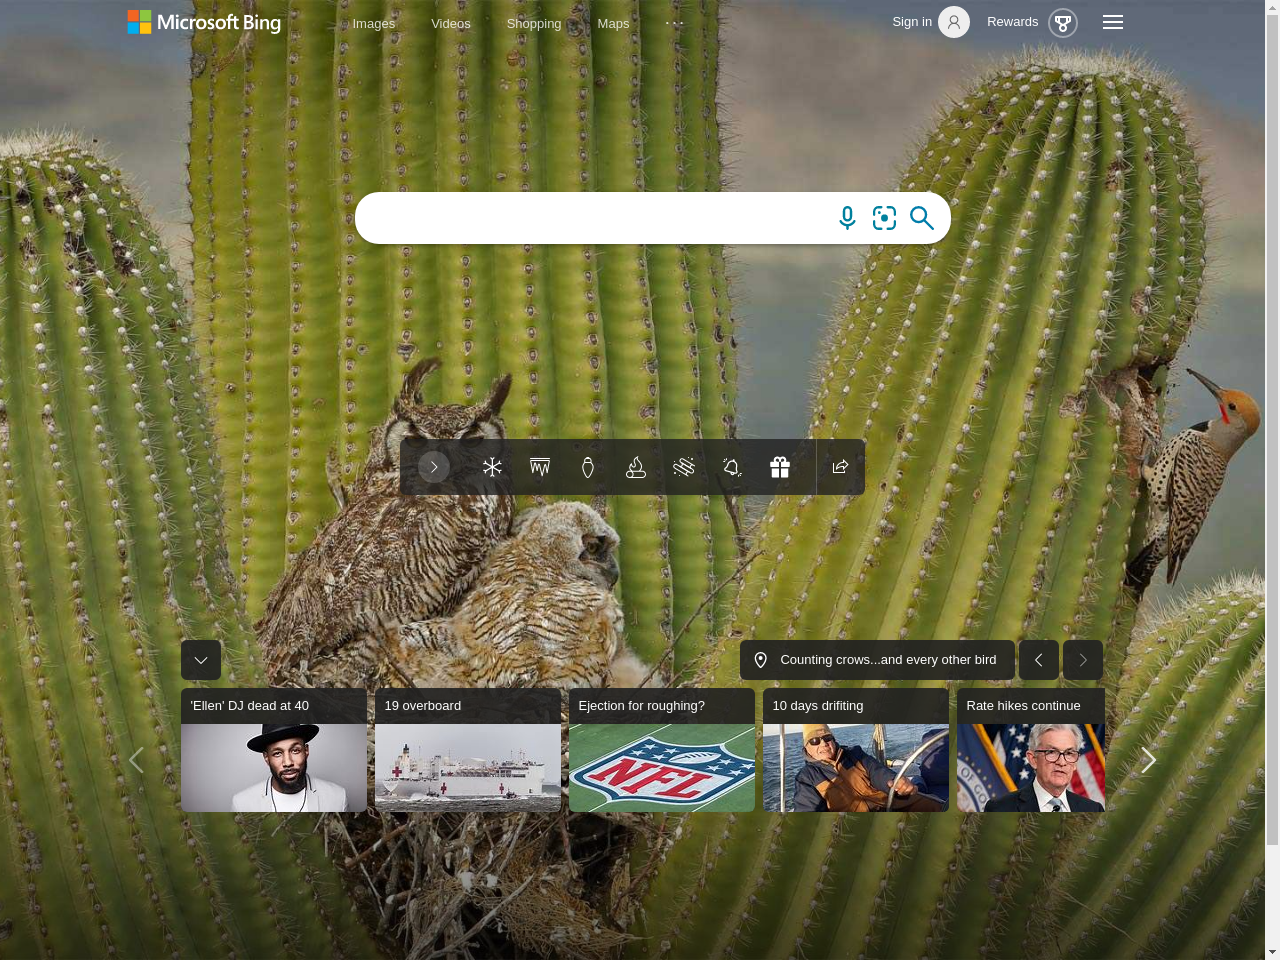 Microsoft Bing
Images
Videos
Shopping
Maps
Sign in
Rewards
Counting crows...and every other bird
'Ellen' DJ dead at 40
19 overboard
Ejection for roughing?
10 days drifiting
Rate hikes continue
NFL